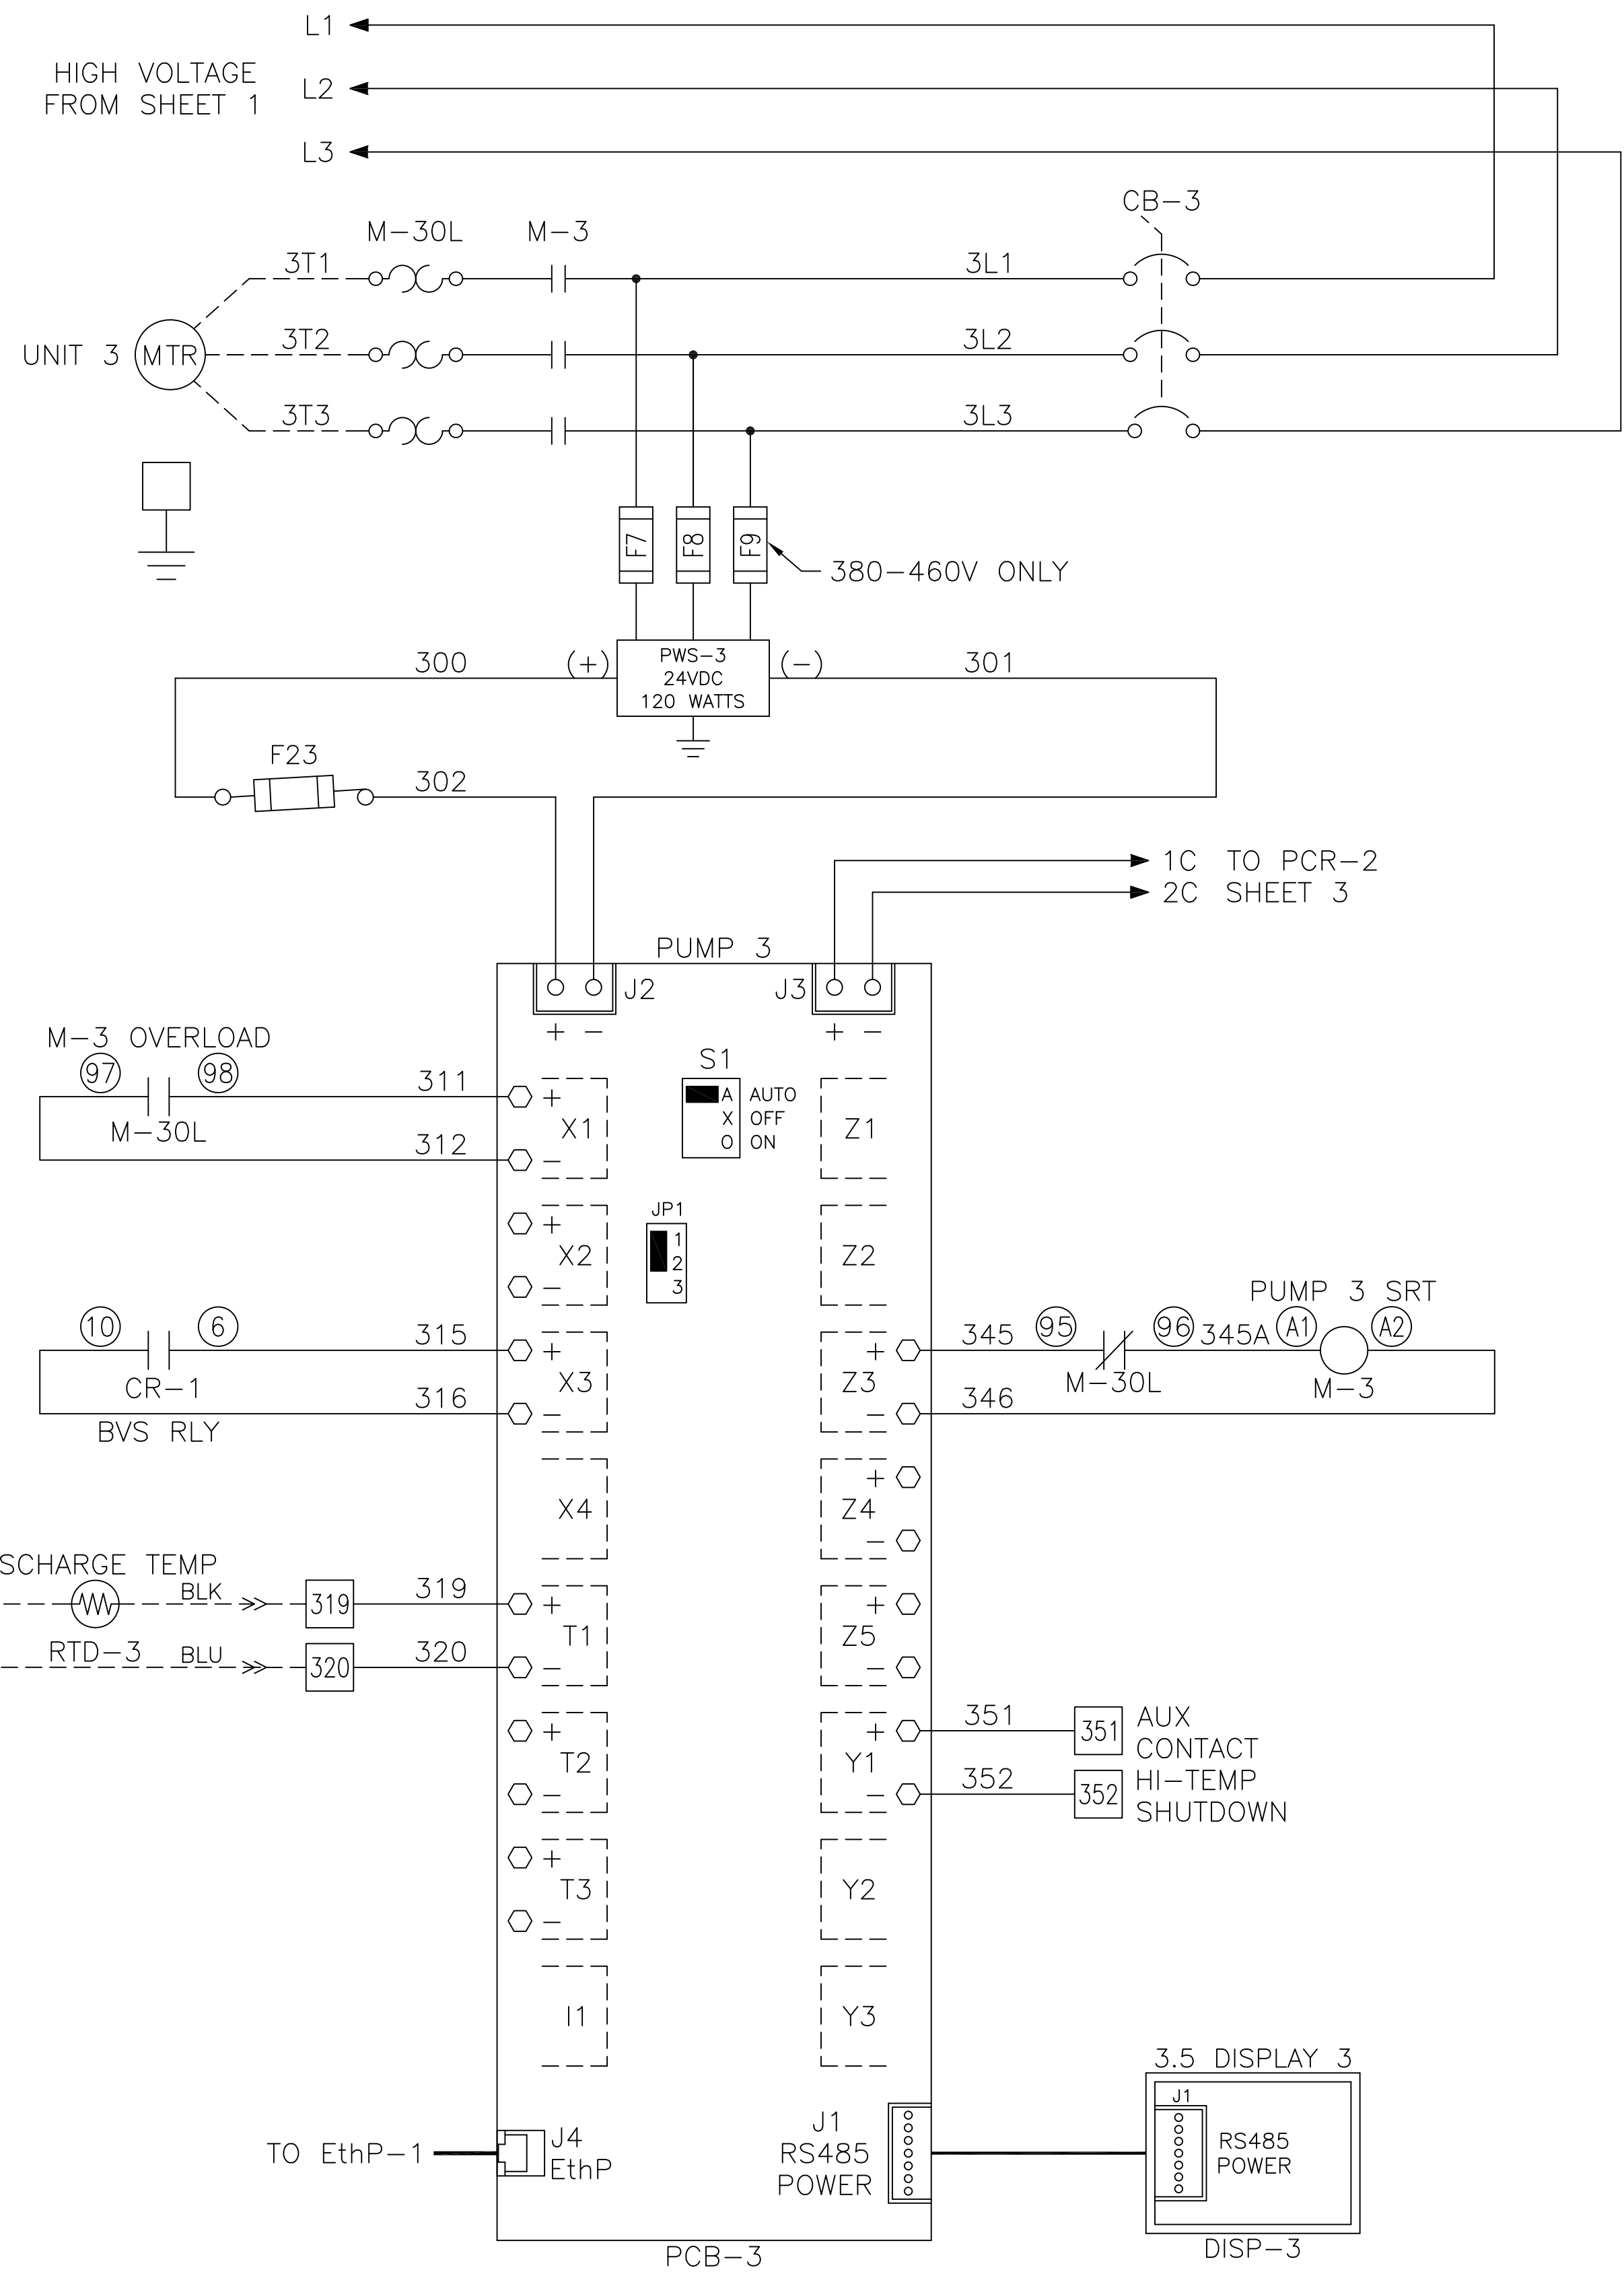 L1
HIGH VOLTAGE
FROM SHEET 1
L2
L3
CB-3
M-30L
M-3
3T1
3L1
UNIT 3
MTR
3T2
3L2
3T3
3L3
F7
F8
F9
380-460V ONLY
300
(+)
PWS-3
24VDC
120 WATTS
(-)
301
F23
302
1C TO PCR-2
2C SHEET 3
PUMP 3
J2
J3
+ -
+ -
M-3 OVERLOAD
97
98
311
M-30L
312
+
X1
-
S1
A AUTO
X OFF
O ON
Z1
JP1
1
2
3
+
X2
-
Z2
10
6
315
CR-1
316
BVS RLY
+
X3
-
+
Z3
-
PUMP 3 SRT
345
95
96
345A
A1
A2
M-30L
M-3
346
X4
+
Z4
-
SCHARGE TEMP
BLK
319
319
RTD-3
BLU
320
320
+
T1
-
+
Z5
-
+
T2
-
+
Y1
-
351
351
AUX
CONTACT
352
352
HI-TEMP
SHUTDOWN
+
T3
-
Y2
I1
Y3
TO EthP-1
J4
EthP
J1
RS485
POWER
3.5 DISPLAY 3
J1
RS485
POWER
DISP-3
PCB-3